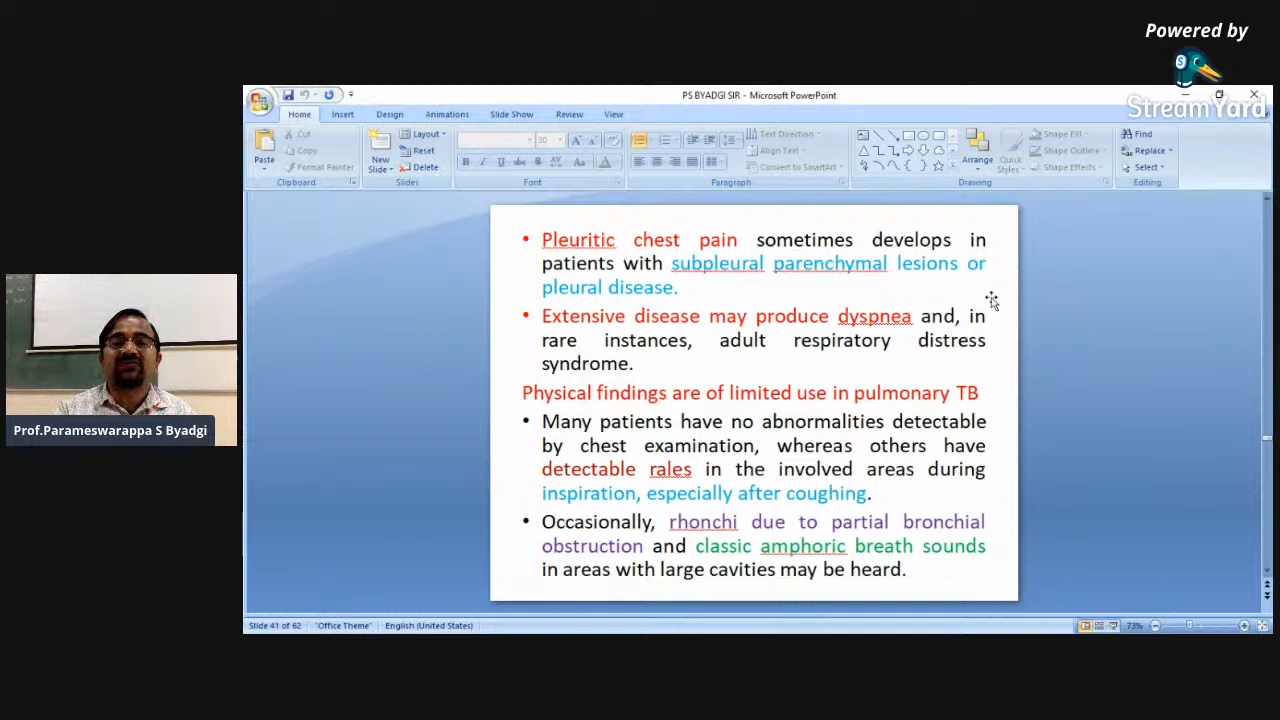 Powered by
StreamYard
PS BYADGI SIR - Microsoft PowerPoint
Home Insert Design Animations Slide Show Review View
Paste
Cut
Copy
Format Painter
Clipboard
New Slide
Layout
Reset
Delete
Slides
30
Font
Text Direction
Align Text
Convert to SmartArt
Paragraph
Arrange
Quick Styles
Shape Fill
Shape Outline
Shape Effects
Drawing
Find
Replace
Select
Editing
• Pleuritic chest pain sometimes develops in
patients with subpleural parenchymal lesions or
pleural disease.
• Extensive disease may produce dyspnea and, in
rare instances, adult respiratory distress
syndrome.
Physical findings are of limited use in pulmonary TB
• Many patients have no abnormalities detectable
by chest examination, whereas others have
detectable rales in the involved areas during
inspiration, especially after coughing.
• Occasionally, rhonchi due to partial bronchial
obstruction and classic amphoric breath sounds
in areas with large cavities may be heard.
Prof.Parameswarappa S Byadgi
Slide 41 of 62 "Office Theme" English (United States) 73%